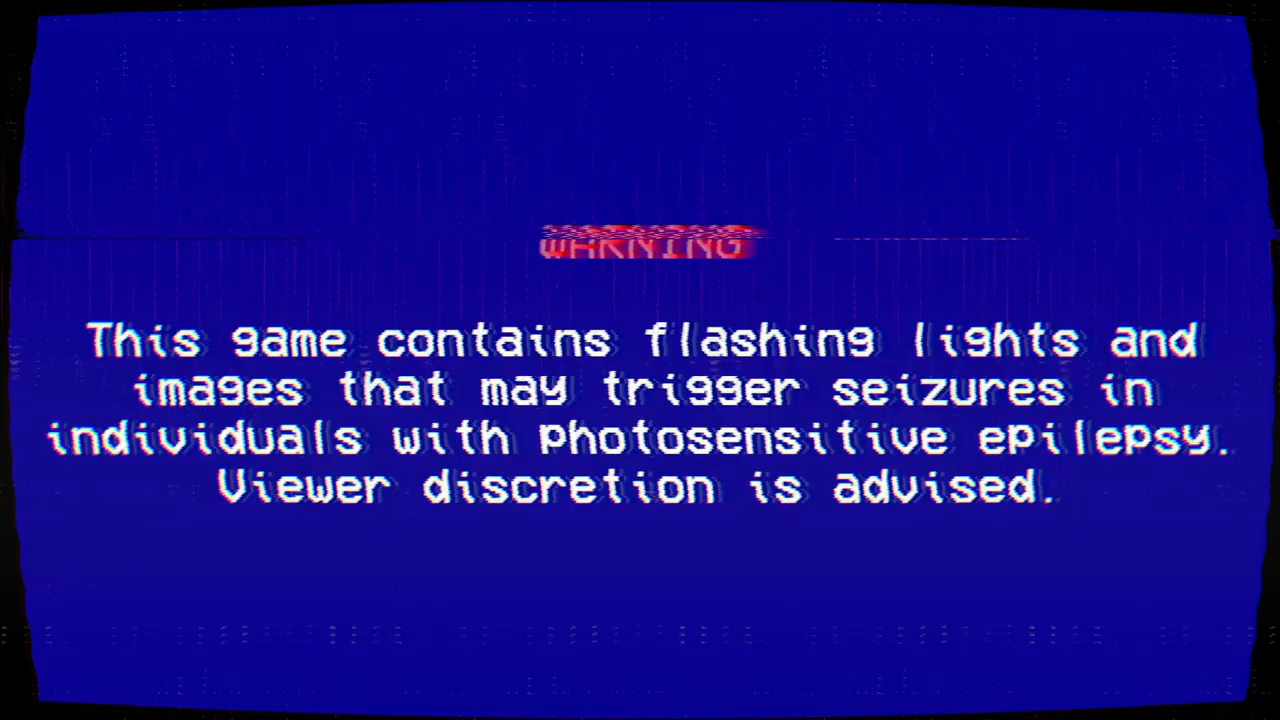 WARNING
This game contains flashing lights and
images that may trigger seizures in
individuals with photosensitive epilepsy.
Viewer discretion is advised.